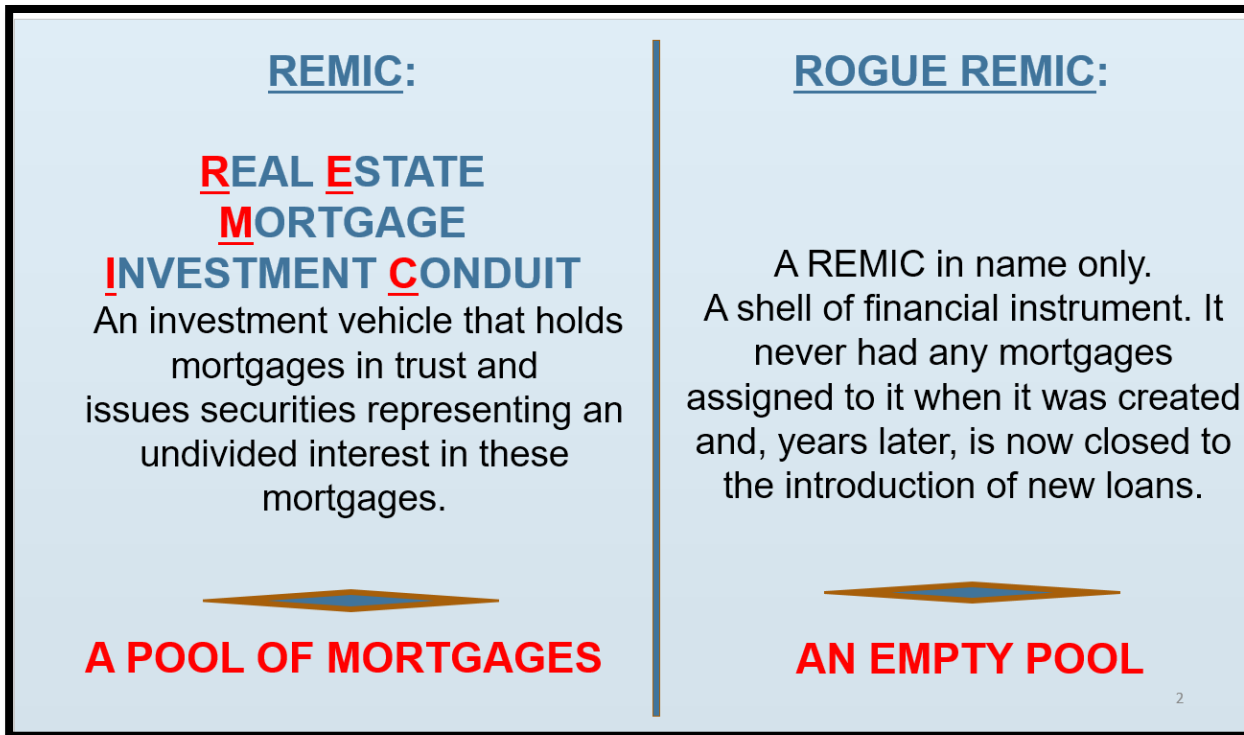 REMIC:
REAL ESTATE
MORTGAGE
INVESTMENT CONDUIT
An investment vehicle that holds
mortgages in trust and
issues securities representing an
undivided interest in these
mortgages.
A POOL OF MORTGAGES
ROGUE REMIC:
A REMIC in name only.
A shell of financial instrument. It
never had any mortgages
assigned to it when it was created
and, years later, is now closed to
the introduction of new loans.
AN EMPTY POOL
2